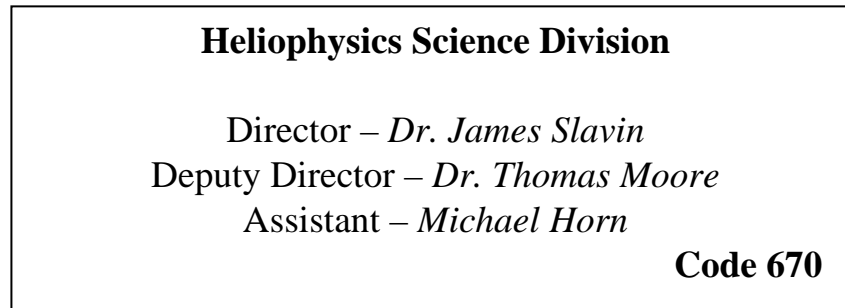 Heliophysics Science Division
Director – Dr. James Slavin
Deputy Director – Dr. Thomas Moore
Assistant – Michael Horn
Code 670